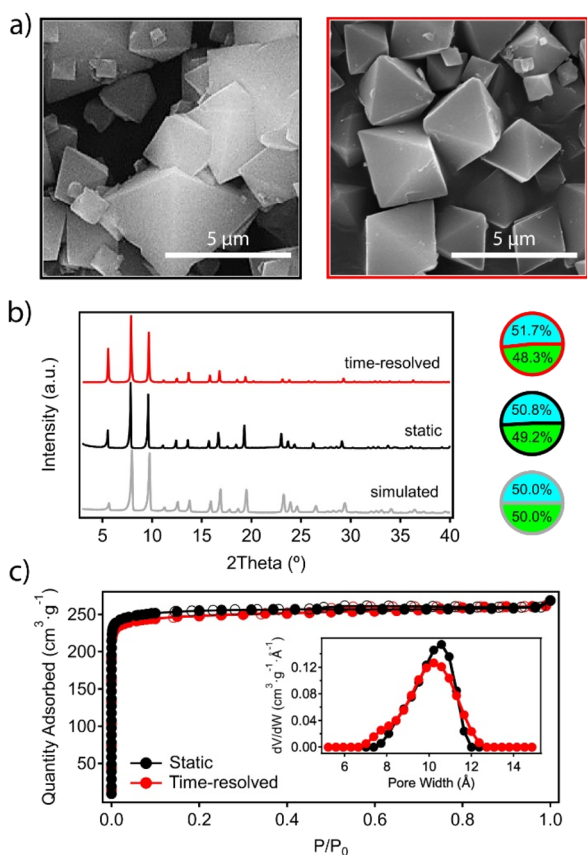 a)
5 μm
5 μm
b)
Intensity (a.u.)
time-resolved
static
simulated
5 10 15 20 25 30 35 40
2Theta (º)
51.7%
48.3%
50.8%
49.2%
50.0%
50.0%
c)
Quantity Adsorbed (cm³·g⁻¹)
250
200
150
100
50
Static
Time-resolved
dV/dW (cm³·g⁻¹·Å⁻¹)
0.12
0.08
0.04
0.00
6 8 10 12 14
Pore Width (Å)
0.0 0.2 0.4 0.6 0.8 1.0
P/P₀